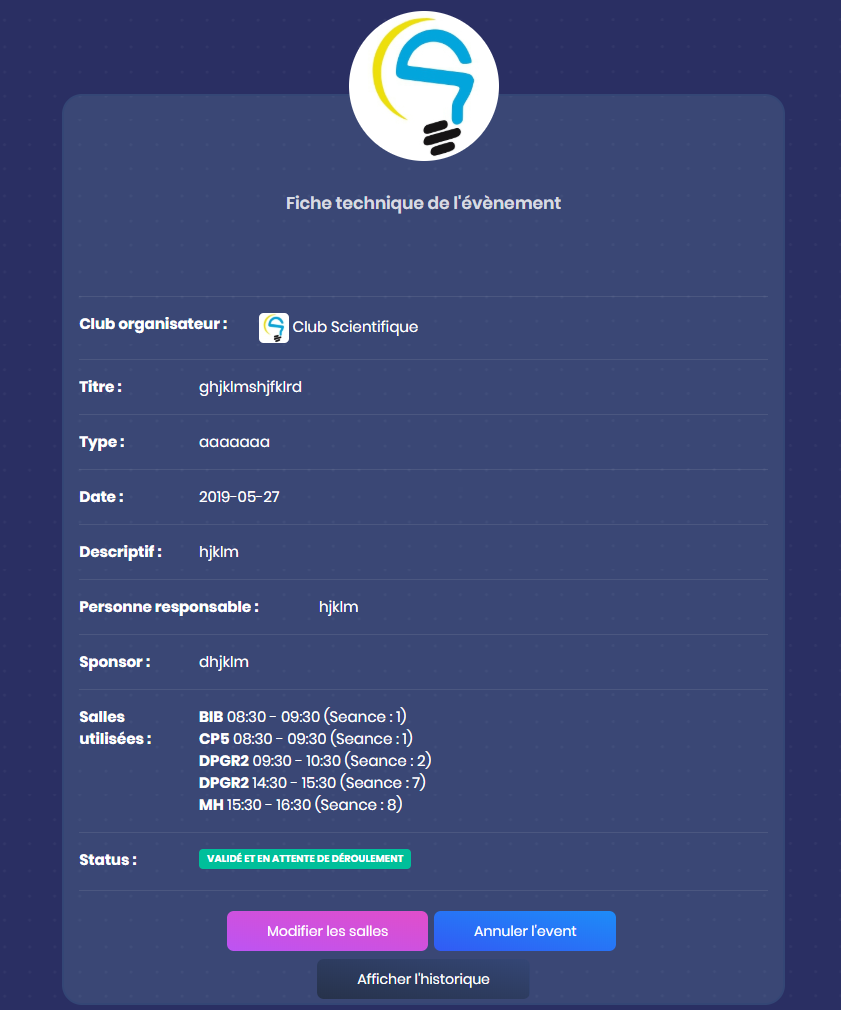 Fiche technique de l'évènement
Club organisateur : Club Scientifique
Titre : ghjklmshjfklrd
Type : aaaaaaa
Date : 2019-05-27
Descriptif : hjklm
Personne responsable : hjklm
Sponsor : dhjklm
Salles utilisées :
BIB 08:30 - 09:30 (Seance : 1)
CP5 08:30 - 09:30 (Seance : 1)
DPGR2 09:30 - 10:30 (Seance : 2)
DPGR2 14:30 - 15:30 (Seance : 7)
MH 15:30 - 16:30 (Seance : 8)
Status : VALIDÉ ET EN ATTENTE DE DÉROULEMENT
Modifier les salles
Annuler l'event
Afficher l'historique